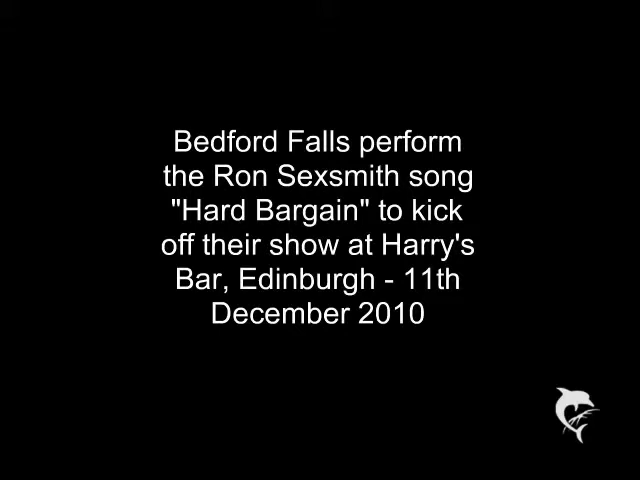 Bedford Falls perform
the Ron Sexsmith song
"Hard Bargain" to kick
off their show at Harry's
Bar, Edinburgh - 11th
December 2010